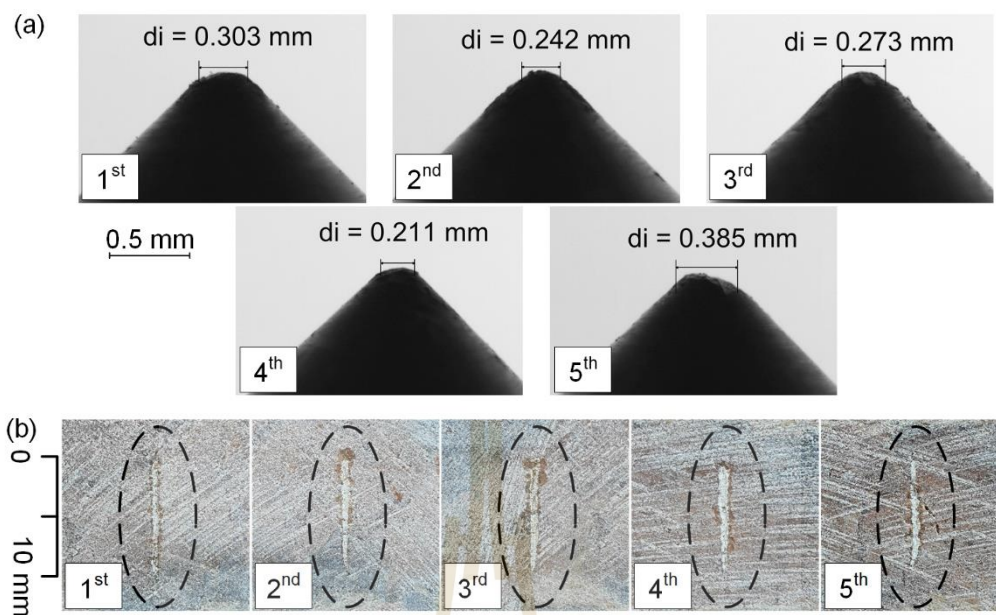 (a)
di = 0.303 mm
di = 0.242 mm
di = 0.273 mm
1st
2nd
3rd
0.5 mm
di = 0.211 mm
di = 0.385 mm
4th
5th
(b)
0
10 mm
1st
2nd
3rd
4th
5th